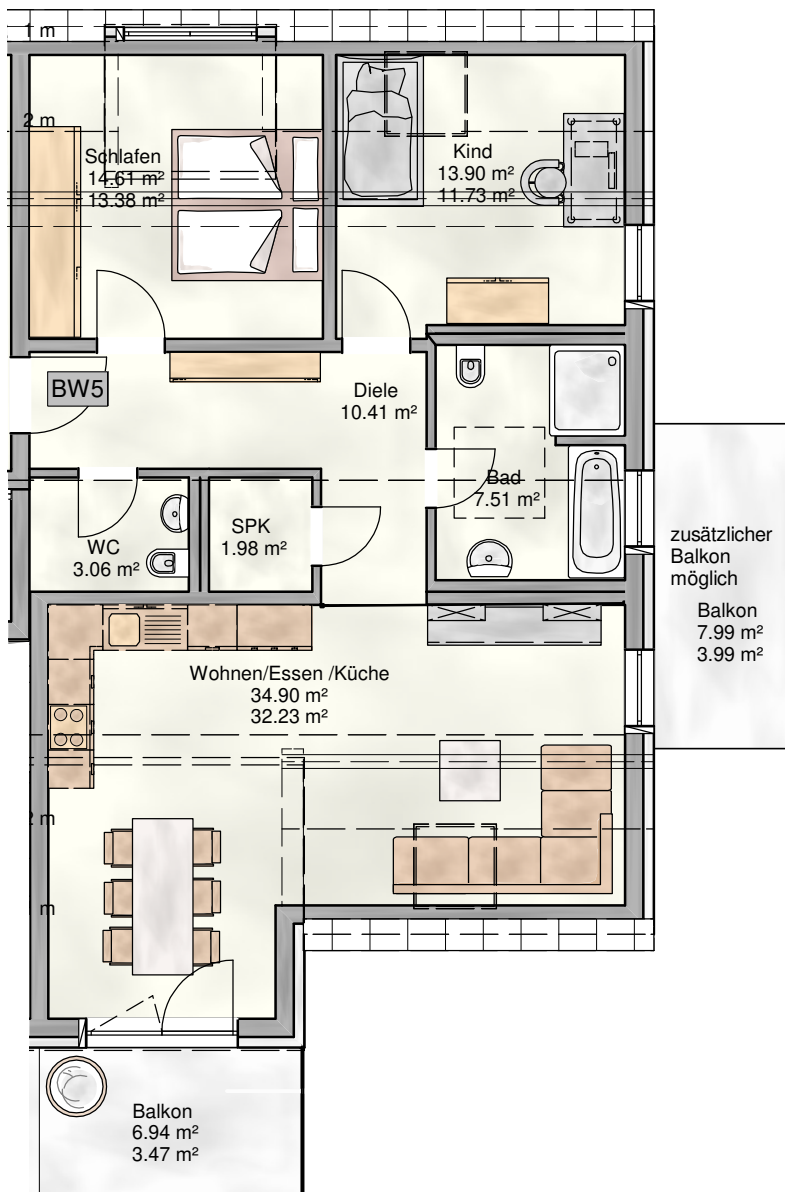 1 m
2 m
Schlafen
14.61 m²
13.38 m²
Kind
13.90 m²
11.73 m²
BW5
Diele
10.41 m²
Bad
7.51 m²
WC
3.06 m²
SPK
1.98 m²
zusätzlicher
Balkon
möglich
Balkon
7.99 m²
3.99 m²
Wohnen/Essen /Küche
34.90 m²
32.23 m²
2 m
m
Balkon
6.94 m²
3.47 m²